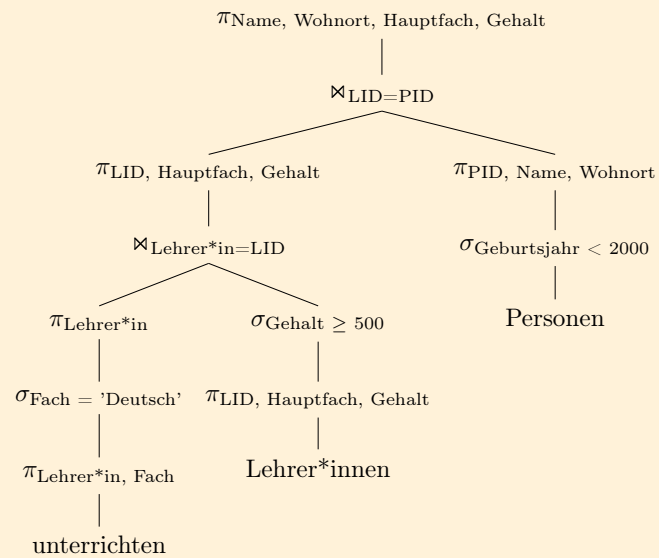 πName, Wohnort, Hauptfach, Gehalt
⋈LID=PID
πLID, Hauptfach, Gehalt πPID, Name, Wohnort
⋈Lehrer*in=LID σGeburtsjahr < 2000
πLehrer*in σGehalt ≥ 500 Personen
σFach = 'Deutsch' πLID, Hauptfach, Gehalt
πLehrer*in, Fach Lehrer*innen
unterrichten